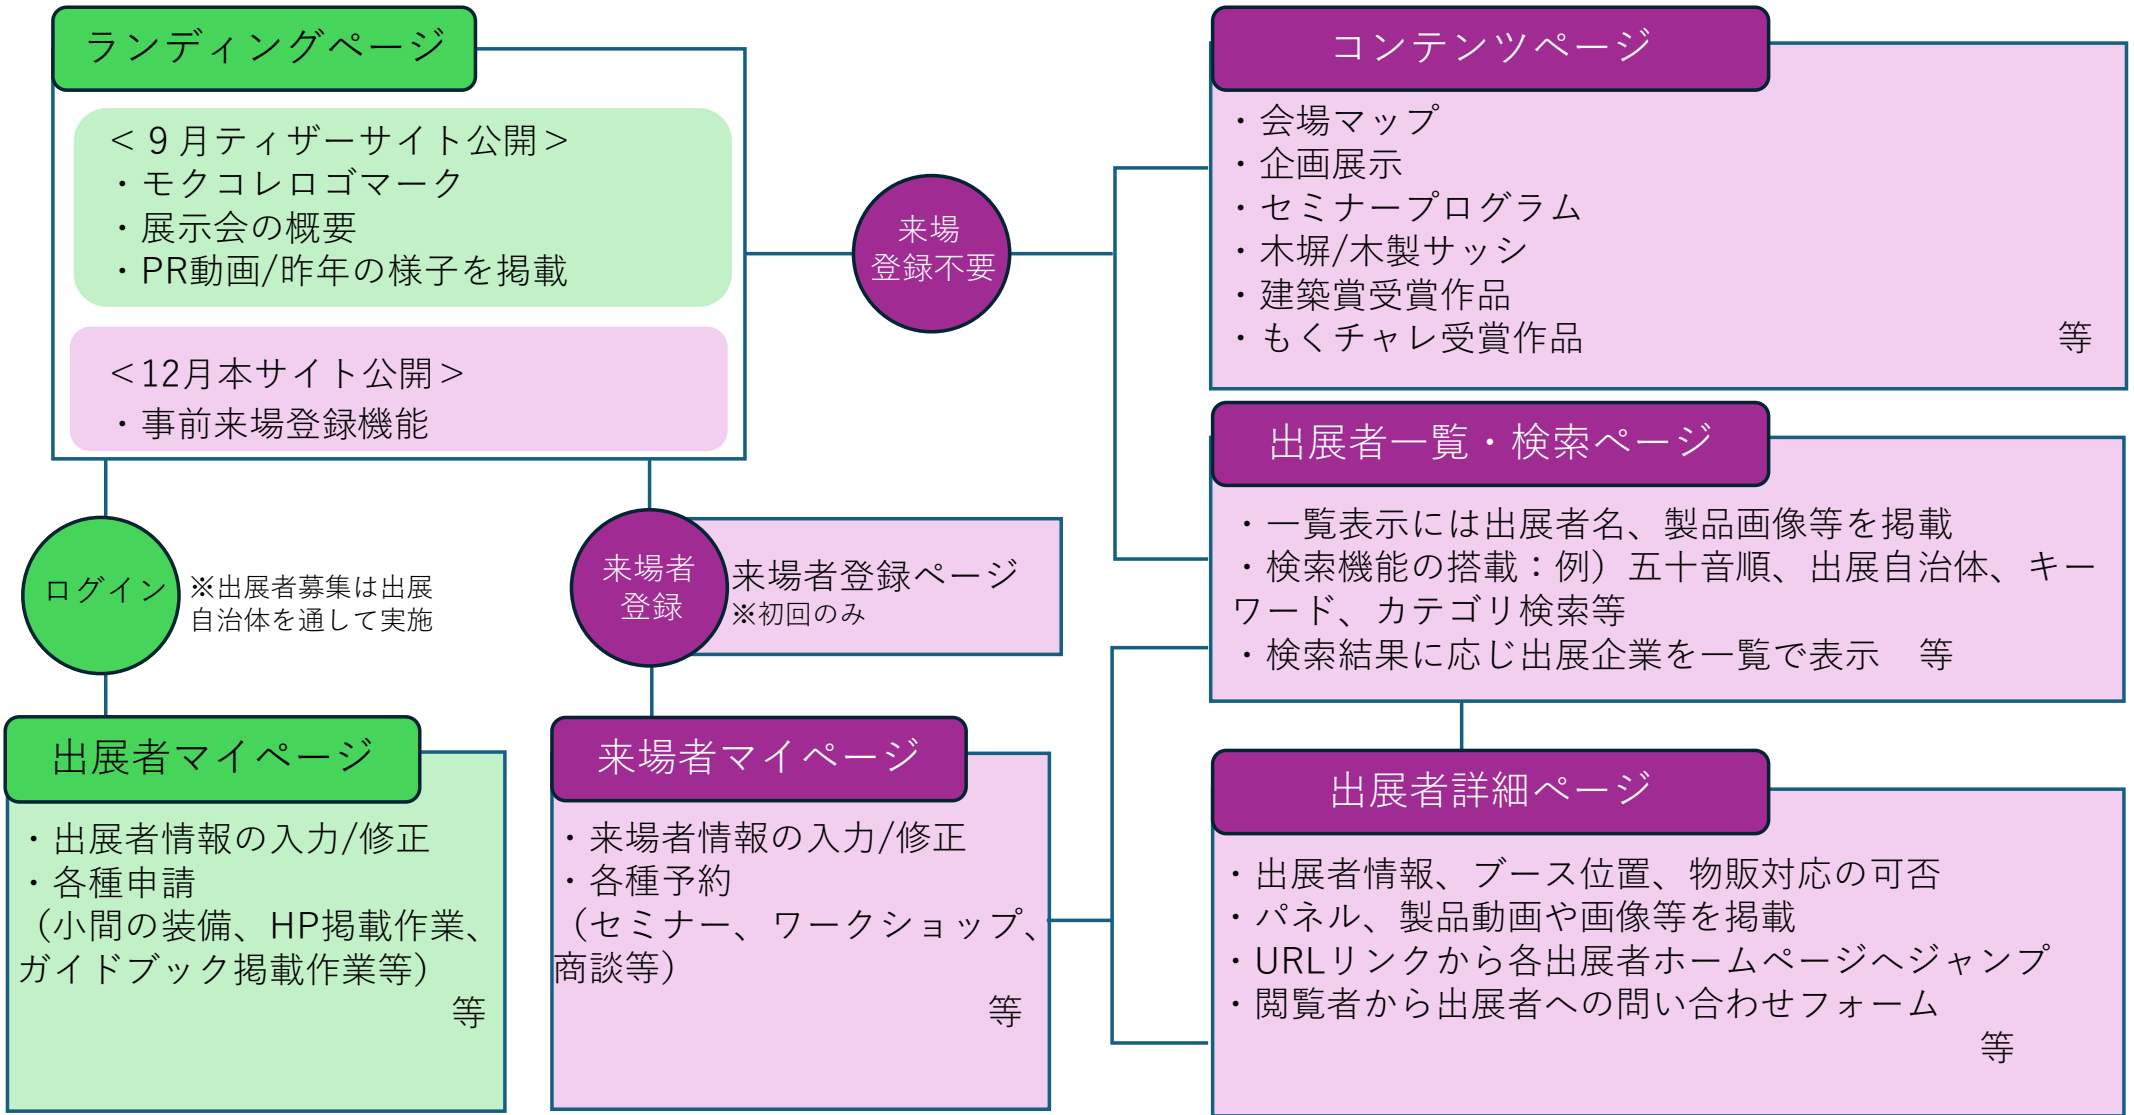 ランディングページ
＜９月ティザーサイト公開＞
・モクコレロゴマーク
・展示会の概要
・PR動画/昨年の様子を掲載
＜12月本サイト公開＞
・事前来場登録機能
来場
登録不要
コンテンツページ
・会場マップ
・企画展示
・セミナープログラム
・木塀/木製サッシ
・建築賞受賞作品
・もくチャレ受賞作品　等
出展者一覧・検索ページ
・一覧表示には出展者名、製品画像等を掲載
・検索機能の搭載：例）五十音順、出展自治体、キー
ワード、カテゴリ検索等
・検索結果に応じ出展企業を一覧で表示　等
ログイン
※出展者募集は出展
自治体を通して実施
来場者
登録
来場者登録ページ
※初回のみ
出展者マイページ
・出展者情報の入力/修正
・各種申請
（小間の装備、HP掲載作業、
ガイドブック掲載作業等）
等
来場者マイページ
・来場者情報の入力/修正
・各種予約
（セミナー、ワークショップ、
商談等）
等
出展者詳細ページ
・出展者情報、ブース位置、物販対応の可否
・パネル、製品動画や画像等を掲載
・URLリンクから各出展者ホームページへジャンプ
・閲覧者から出展者への問い合わせフォーム
等